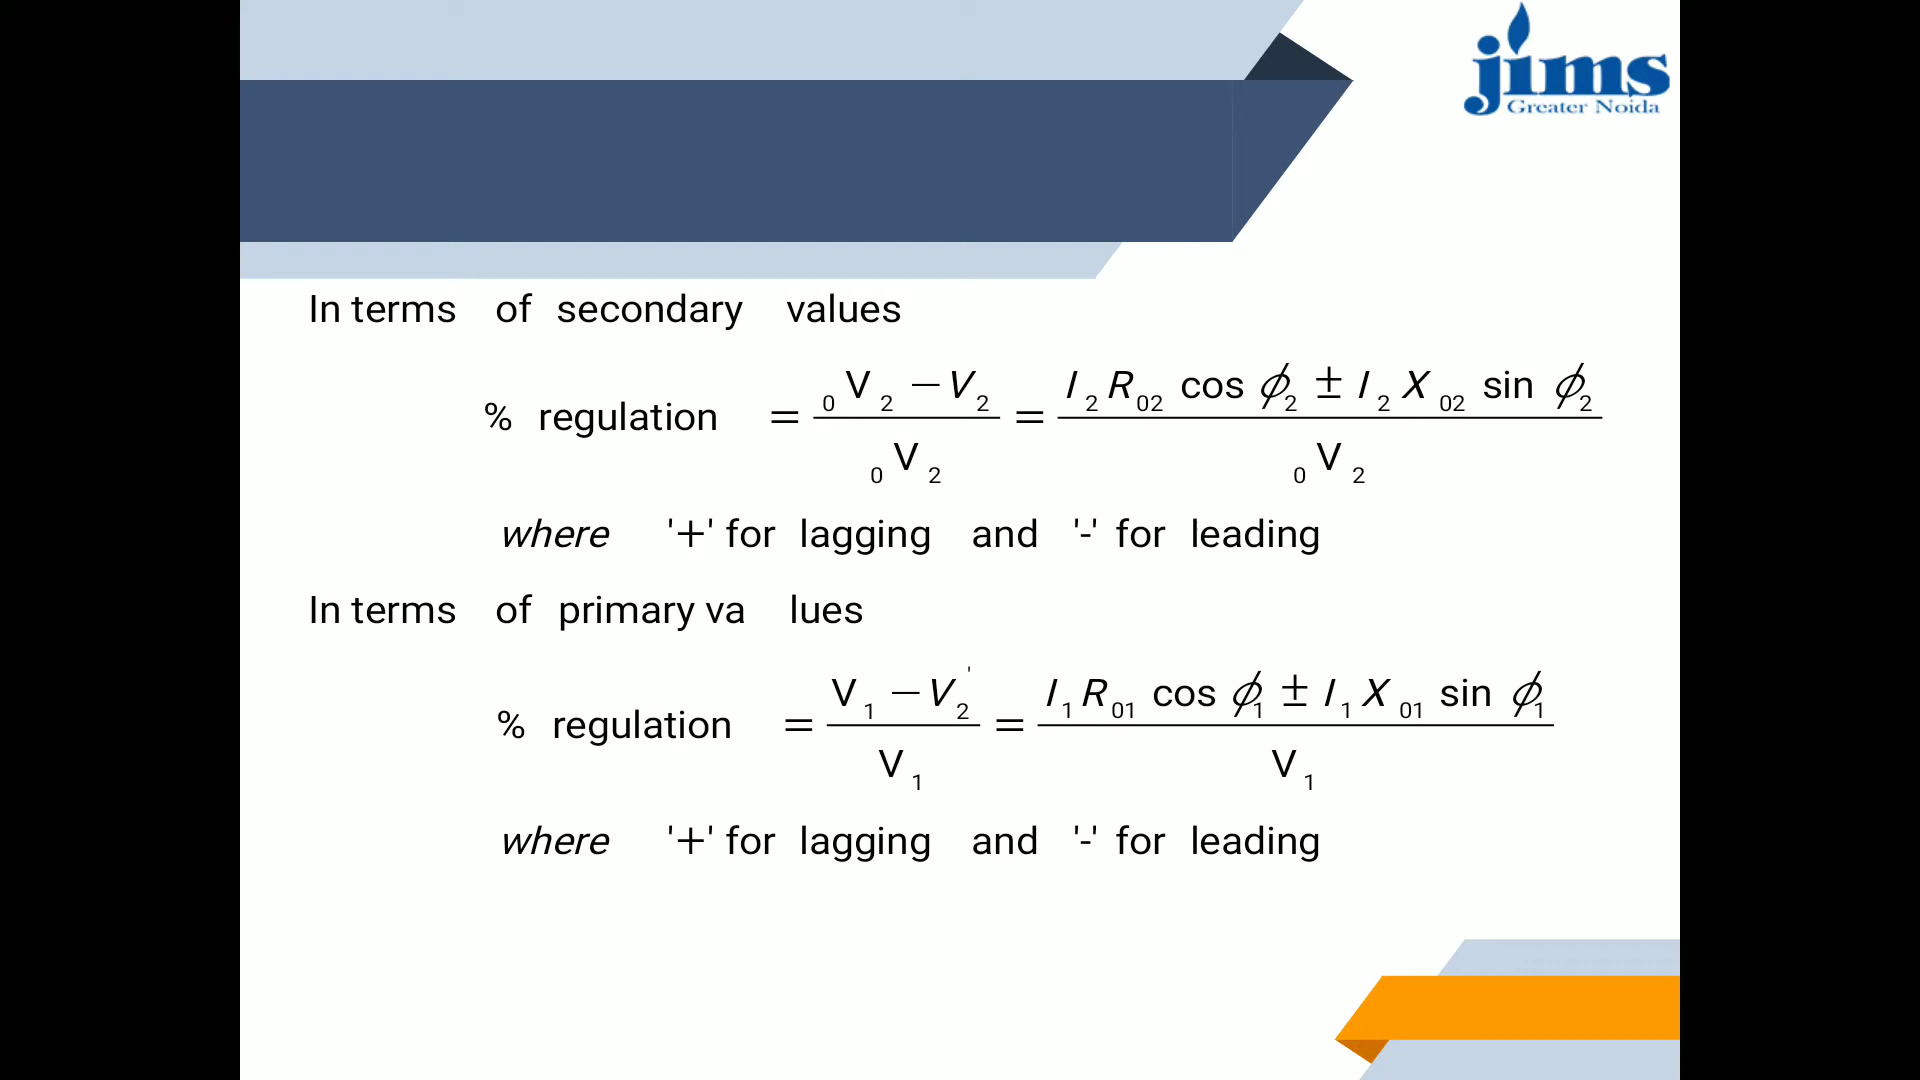 jims
Greater Noida
In terms of secondary values
% regulation = (₀V₂ − V₂) / ₀V₂ = (I₂R₀₂ cos ϕ₂ ± I₂X₀₂ sin ϕ₂) / ₀V₂
where '+' for lagging and '-' for leading
In terms of primary va lues
% regulation = (V₁ − V₂') / V₁ = (I₁R₀₁ cos ϕ₁ ± I₁X₀₁ sin ϕ₁) / V₁
where '+' for lagging and '-' for leading